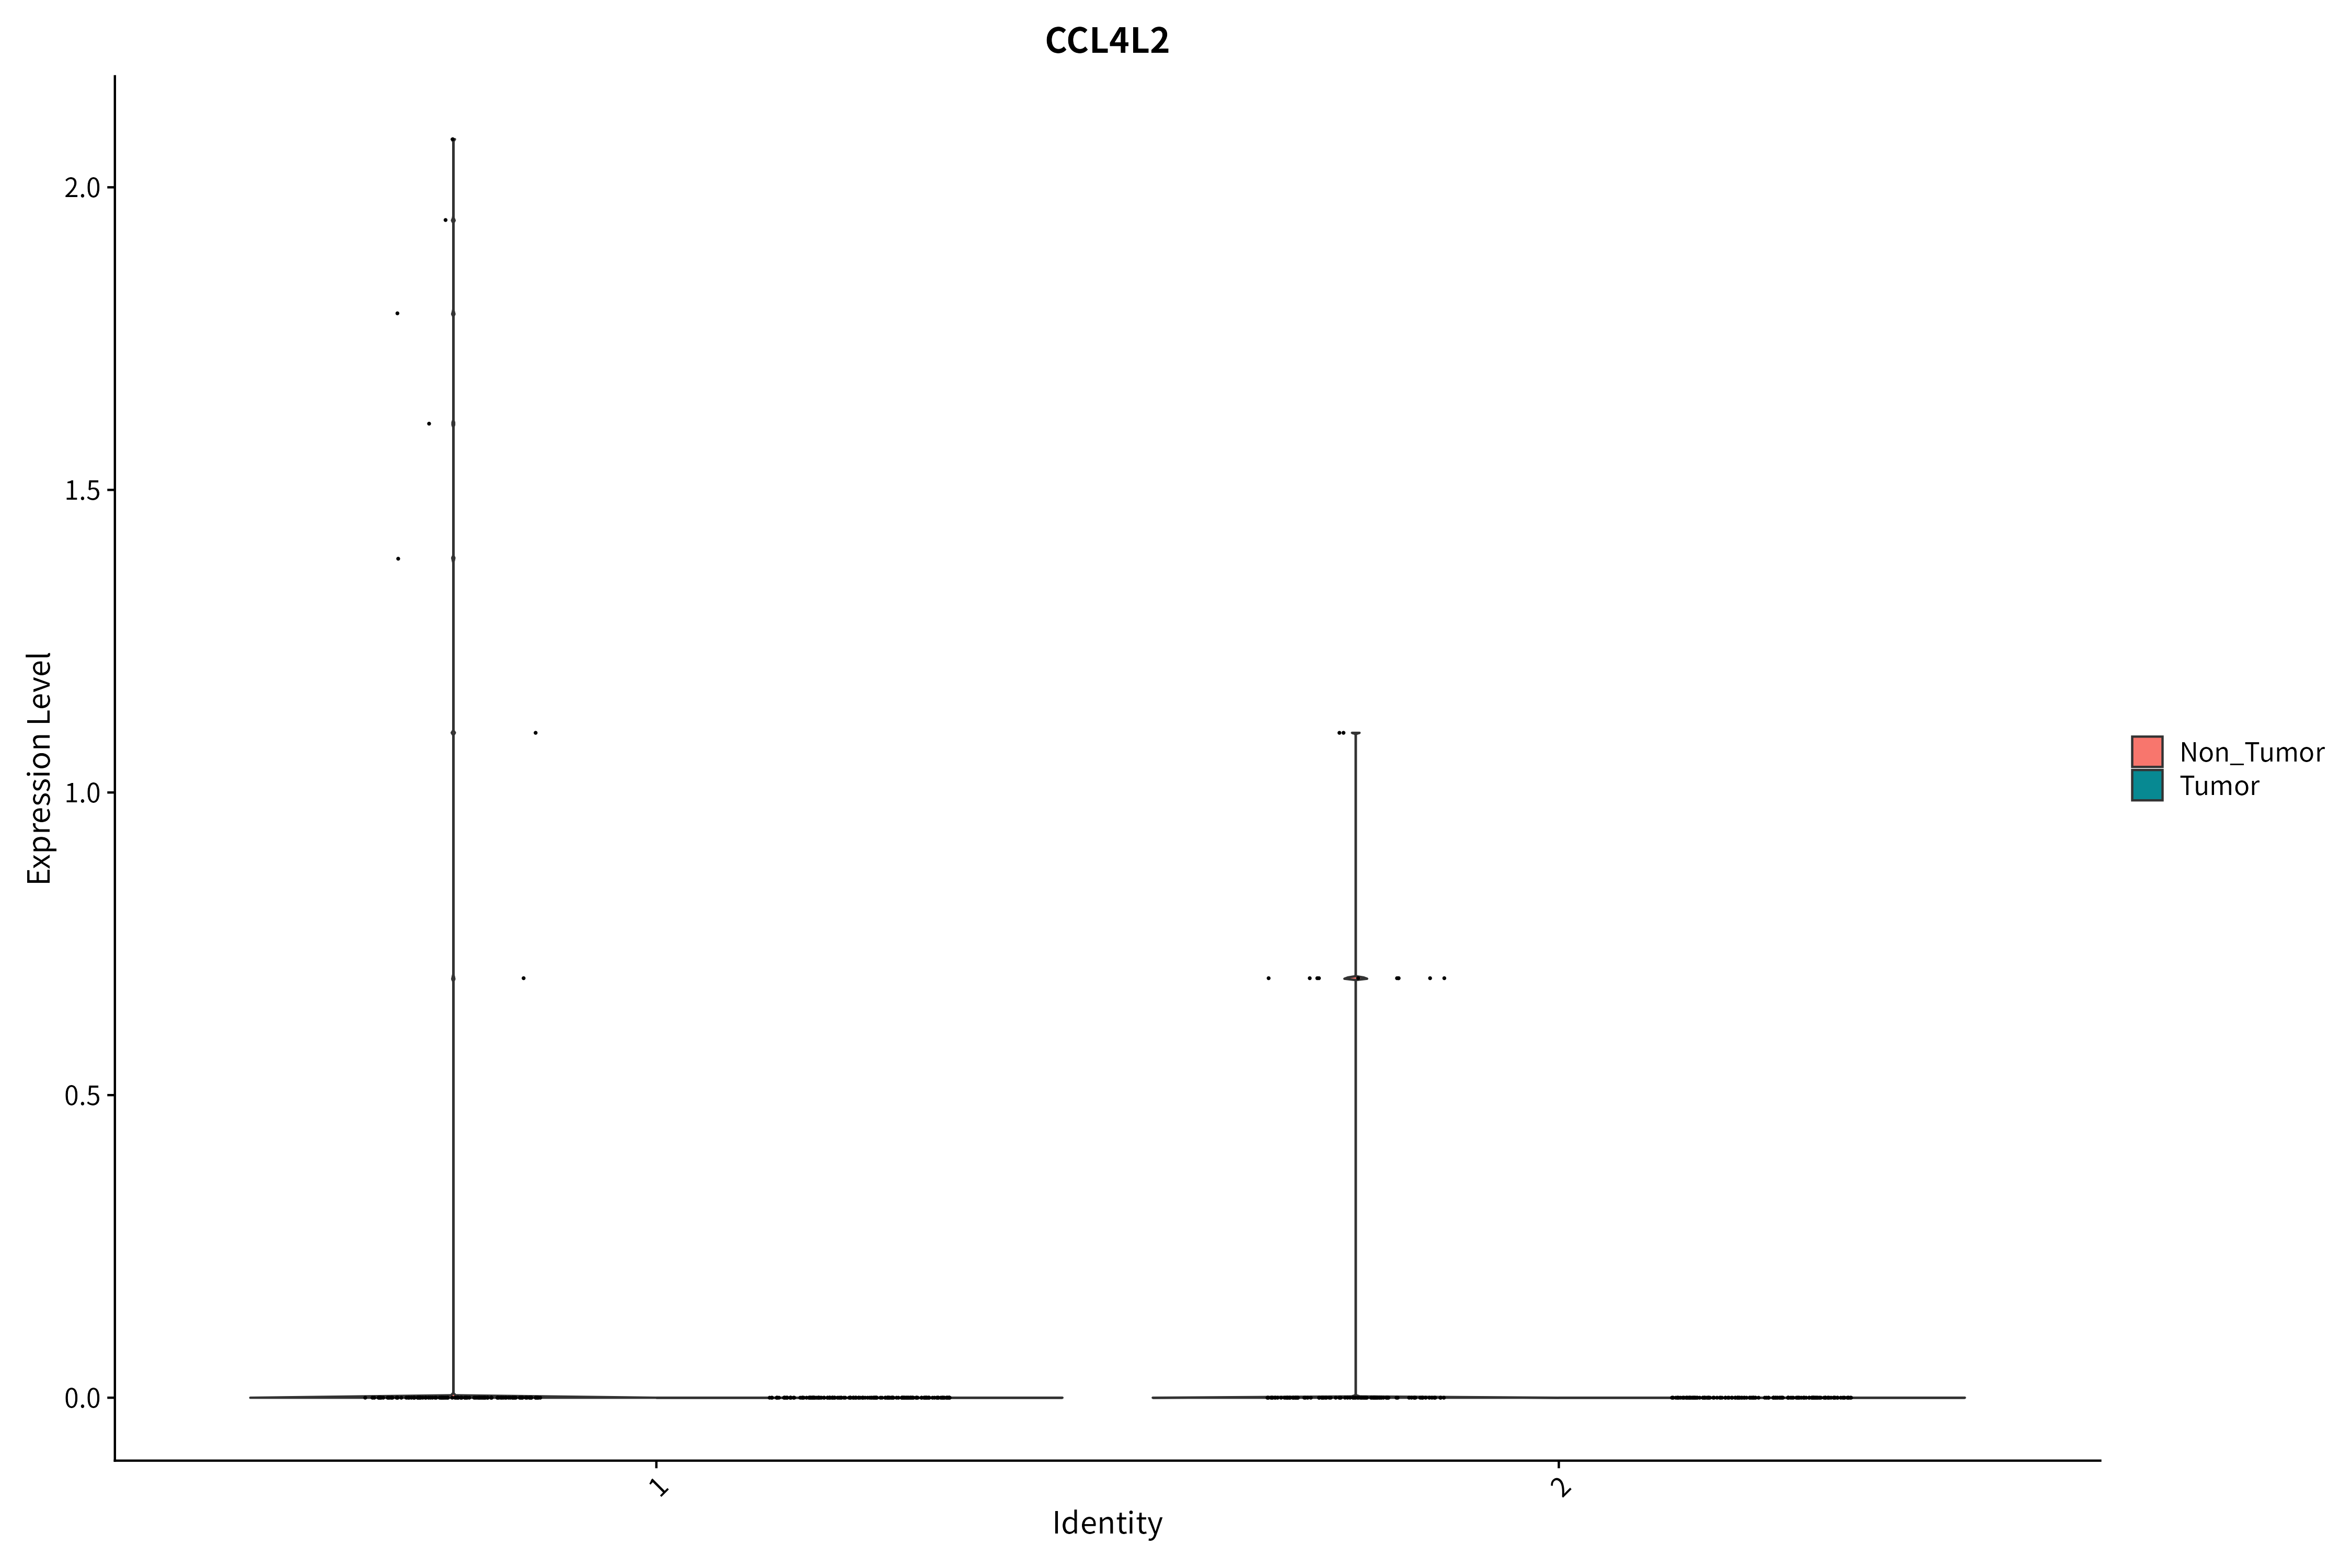 CCL4L2
Expression Level
2.0
1.5
1.0
0.5
0.0
1
2
Identity
Non_Tumor
Tumor